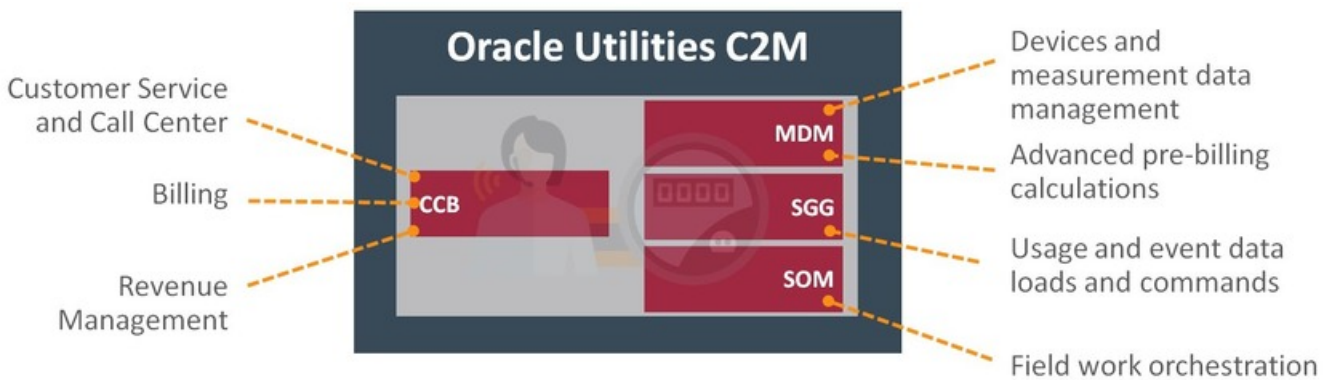 Oracle Utilities C2M
Customer Service
and Call Center
Billing
Revenue
Management
CCB
MDM
SGG
SOM
0000
Devices and
measurement data
management
Advanced pre-billing
calculations
Usage and event data
loads and commands
Field work orchestration